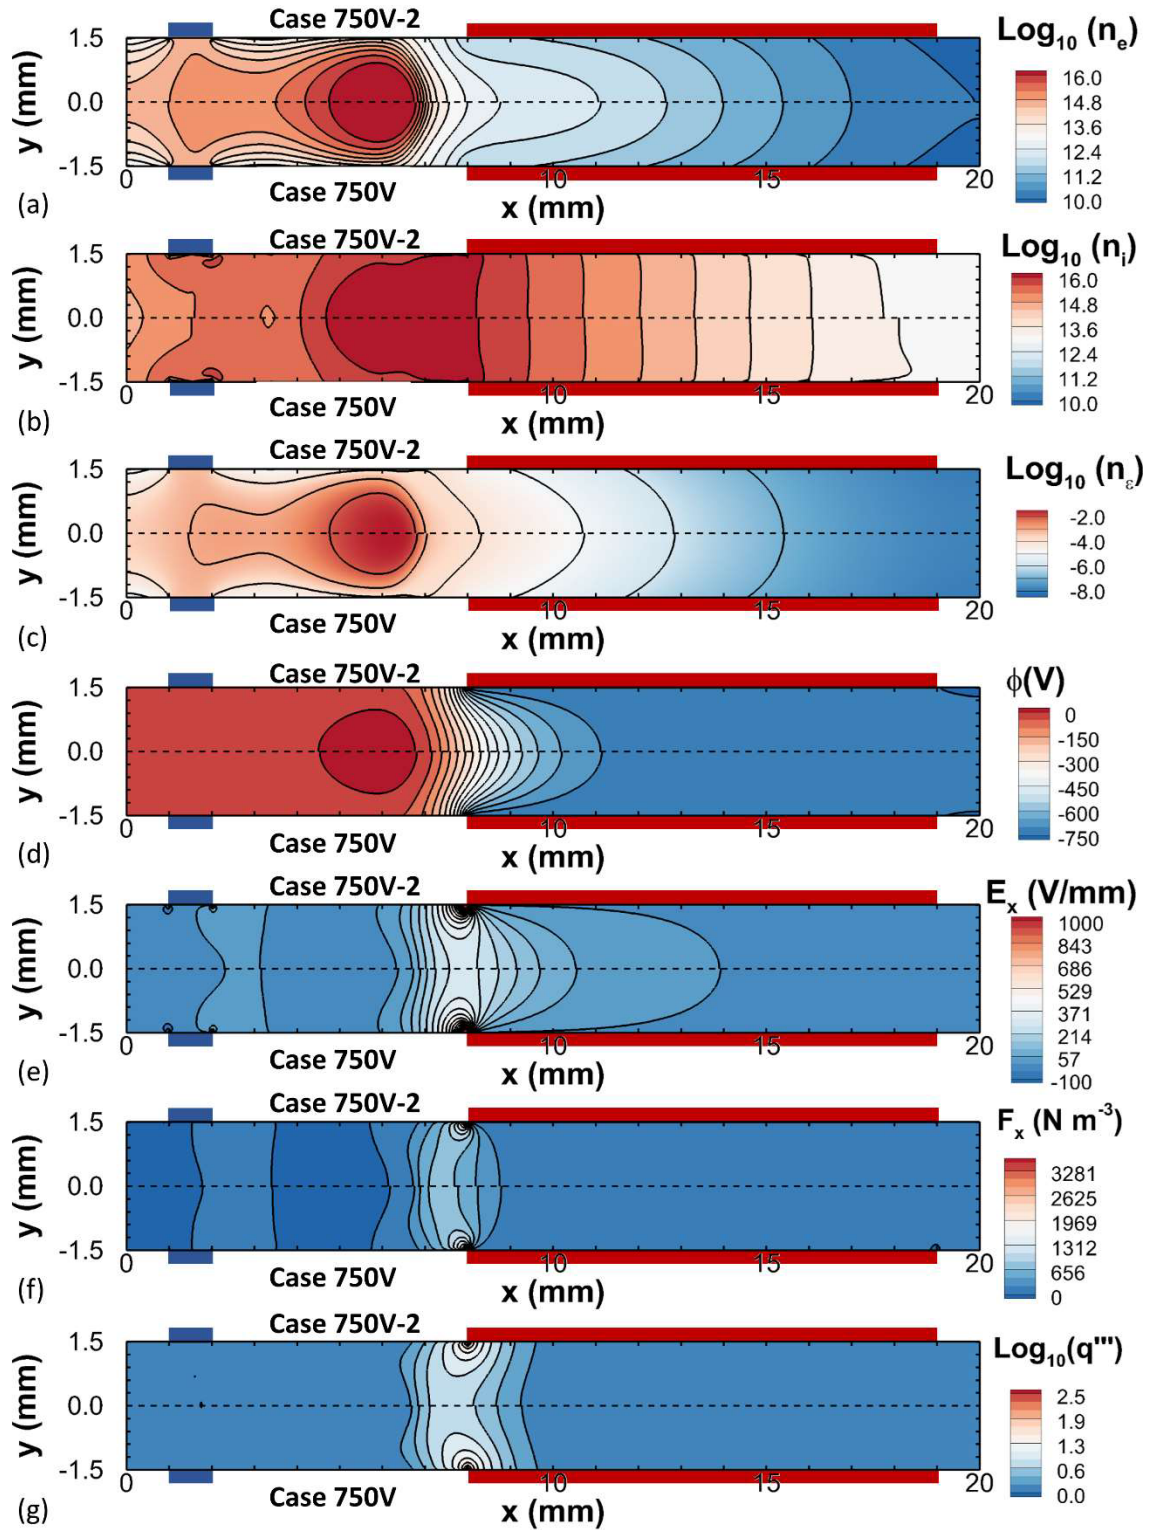 Case 750V-2
Log10 (ne)
1.5
0.0
-1.5
y (mm)
16.0
14.8
13.6
12.4
11.2
10.0
0
10
15
20
Case 750V
x (mm)
(a)
Case 750V-2
Log10 (ni)
1.5
0.0
-1.5
y (mm)
16.0
14.8
13.6
12.4
11.2
10.0
0
10
15
20
Case 750V
x (mm)
(b)
Case 750V-2
Log10 (nε)
1.5
0.0
-1.5
y (mm)
-2.0
-4.0
-6.0
-8.0
0
10
15
20
Case 750V
x (mm)
(c)
Case 750V-2
ϕ(V)
1.5
0.0
-1.5
y (mm)
0
-150
-300
-450
-600
-750
0
10
15
20
Case 750V
x (mm)
(d)
Case 750V-2
Ex (V/mm)
1.5
0.0
-1.5
y (mm)
1000
843
686
529
371
214
57
-100
0
10
15
20
Case 750V
x (mm)
(e)
Case 750V-2
Fx (N m-3)
1.5
0.0
-1.5
y (mm)
3281
2625
1969
1312
656
0
0
10
15
20
Case 750V
x (mm)
(f)
Case 750V-2
Log10(q''')
1.5
0.0
-1.5
y (mm)
2.5
1.9
1.3
0.6
0.0
0
10
15
20
Case 750V
x (mm)
(g)